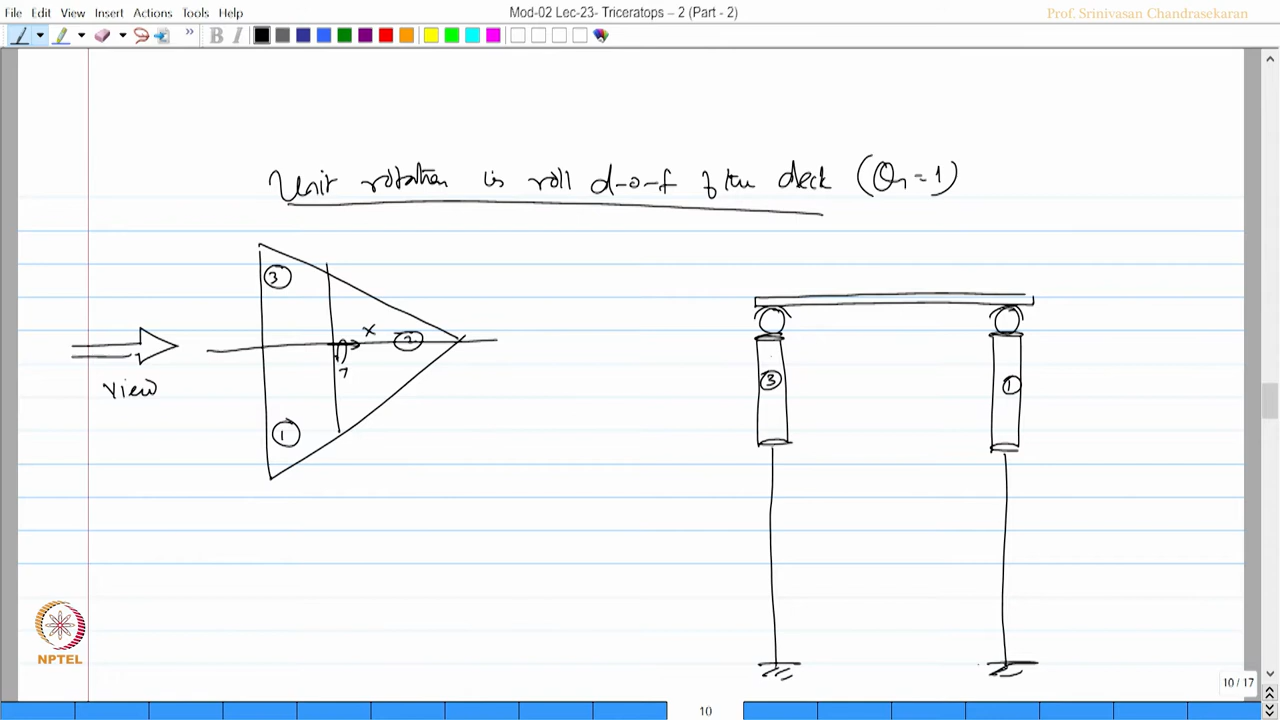 File Edit View Insert Actions Tools Help
Mod-02 Lec-23- Triceratops – 2 (Part - 2)
Prof. Srinivasan Chandrasekaran
B I
Unit rotation is roll d-o-f of the deck (θ₁=1)
3
x
2
View
1
3
1
NPTEL
10 / 17
10